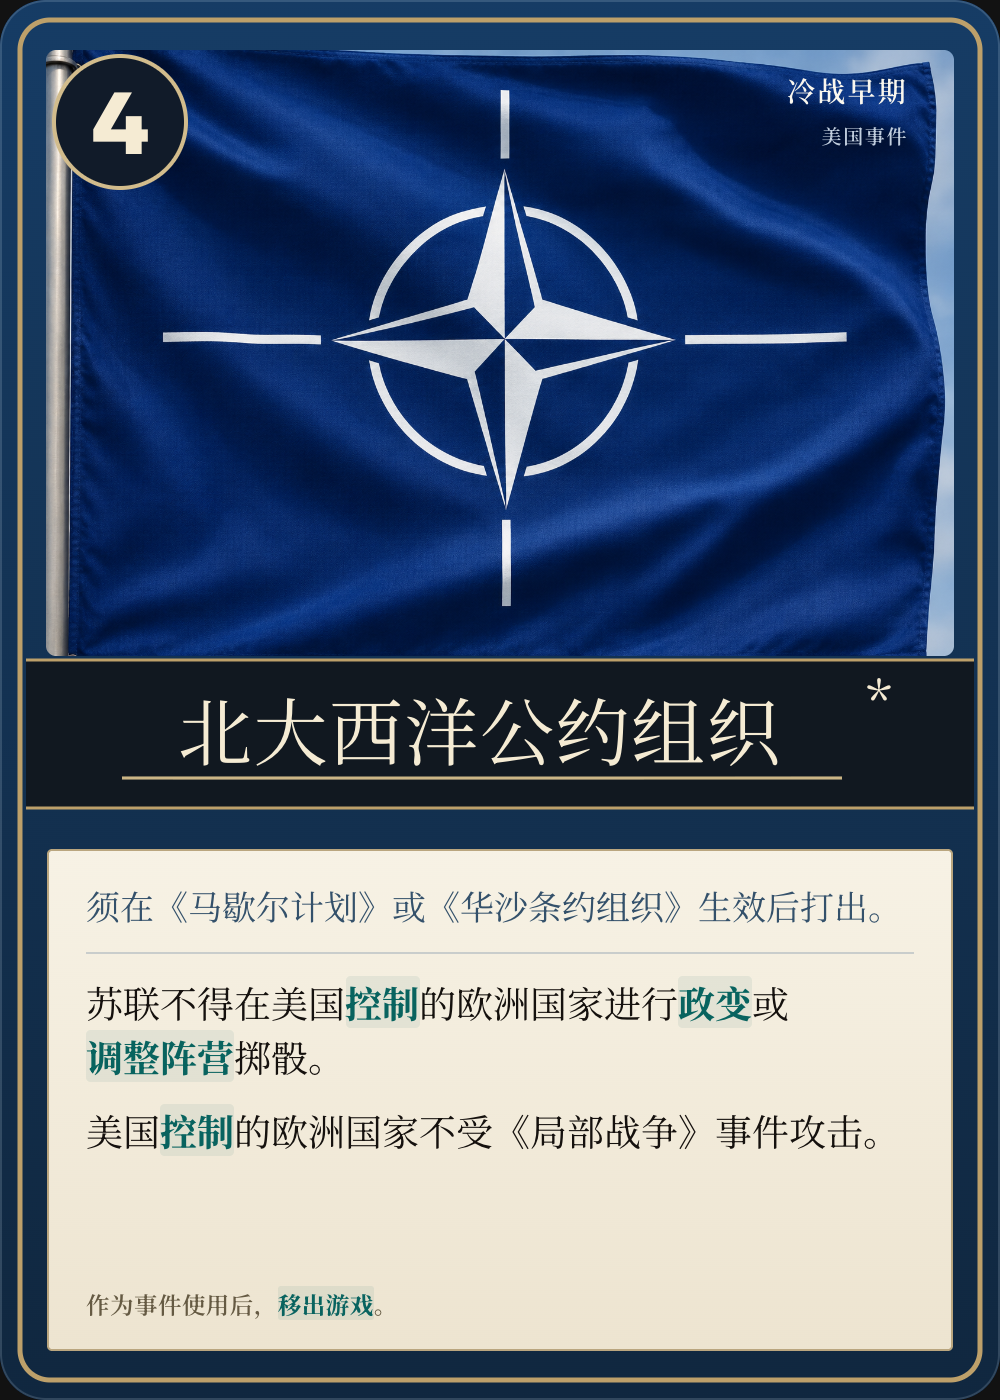 4
冷战早期
美国事件
北大西洋公约组织*
须在《马歇尔计划》或《华沙条约组织》生效后打出。
苏联不得在美国控制的欧洲国家进行政变或
调整阵营掷骰。
美国控制的欧洲国家不受《局部战争》事件攻击。
作为事件使用后，移出游戏。